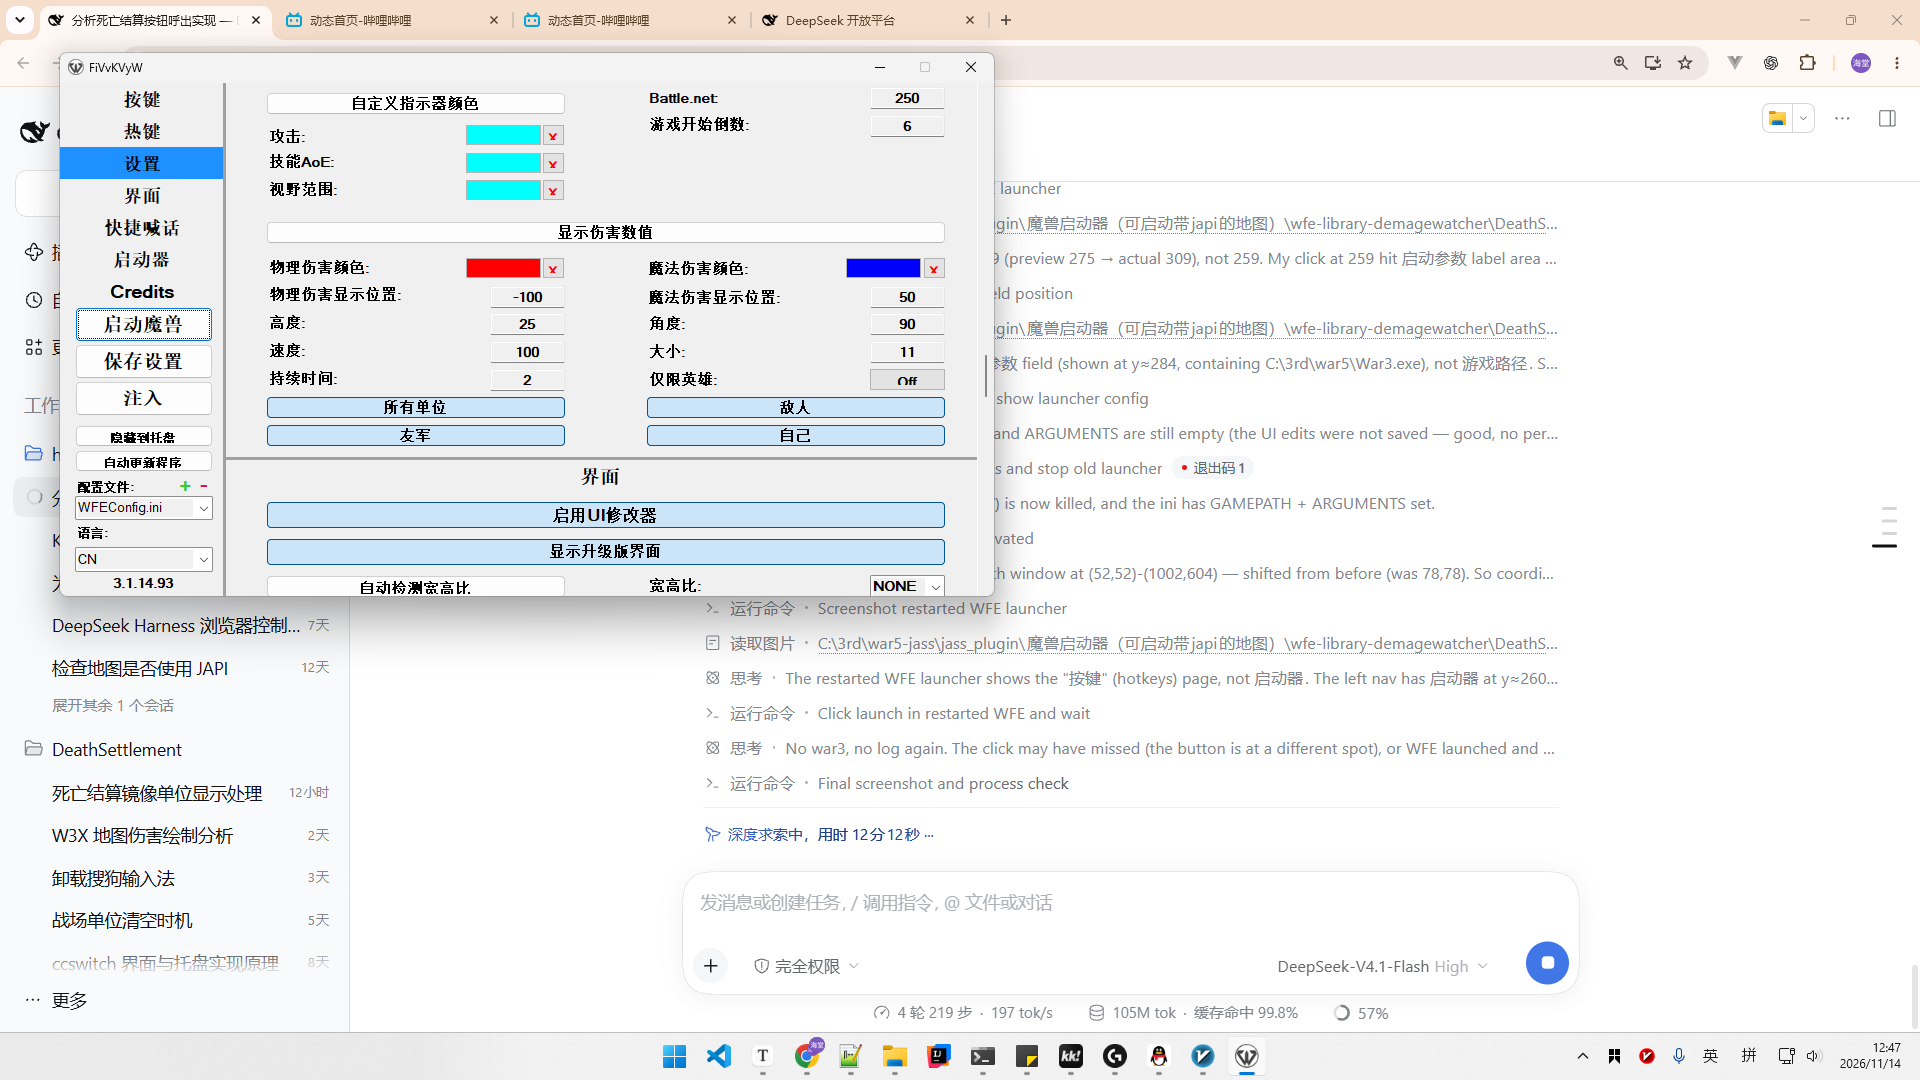 分析死亡结算按钮呼出实现 —
动态首页-哔哩哔哩
动态首页-哔哩哔哩
DeepSeek 开放平台
海堂
FiVvKVyW
按键
热键
设置
界面
快捷喊话
启动器
Credits
启动魔兽
保存设置
注入
隐藏到托盘
自动更新程序
配置文件: + -
WFEConfig.ini
语言:
CN
3.1.14.93
自定义指示器颜色
攻击: x
技能AoE: x
视野范围: x
Battle.net: 250
游戏开始倒数: 6
显示伤害数值
物理伤害颜色: x
魔法伤害颜色: x
物理伤害显示位置: -100
魔法伤害显示位置: 50
高度: 25
角度: 90
速度: 100
大小: 11
持续时间: 2
仅限英雄: Off
所有单位
敌人
友军
自己
界面
启用UI修改器
显示升级版界面
自动检测宽高比
宽高比: NONE
工作
DeepSeek Harness 浏览器控制... 7天
检查地图是否使用 JAPI 12天
展开其余 1 个会话
DeathSettlement
死亡结算镜像单位显示处理 12小时
W3X 地图伤害绘制分析 2天
卸载搜狗输入法 3天
战场单位清空时机 5天
ccswitch 界面与托盘实现原理 8天
更多
launcher
gin\魔兽启动器（可启动带japi的地图）\wfe-library-demagewatcher\DeathS...
9 (preview 275 → actual 309), not 259. My click at 259 hit 启动参数 label area ...
eld position
gin\魔兽启动器（可启动带japi的地图）\wfe-library-demagewatcher\DeathS...
参数 field (shown at y≈284, containing C:\3rd\war5\War3.exe), not 游戏路径. S...
show launcher config
and ARGUMENTS are still empty (the UI edits were not saved — good, no per...
s and stop old launcher 退出码 1
) is now killed, and the ini has GAMEPATH + ARGUMENTS set.
vated
th window at (52,52)-(1002,604) — shifted from before (was 78,78). So coordi...
运行命令 · Screenshot restarted WFE launcher
读取图片 · C:\3rd\war5-jass\jass_plugin\魔兽启动器（可启动带japi的地图）\wfe-library-demagewatcher\DeathS...
思考 · The restarted WFE launcher shows the "按键" (hotkeys) page, not 启动器. The left nav has 启动器 at y≈260...
运行命令 · Click launch in restarted WFE and wait
思考 · No war3, no log again. The click may have missed (the button is at a different spot), or WFE launched and ...
运行命令 · Final screenshot and process check
深度求索中，用时 12分12秒 ...
发消息或创建任务, / 调用指令, @ 文件或对话
完全权限
DeepSeek-V4.1-Flash High
4 轮 219 步 · 197 tok/s
105M tok · 缓存命中 99.8%
57%
T
海堂
kk!
英
拼
12:47
2026/11/14